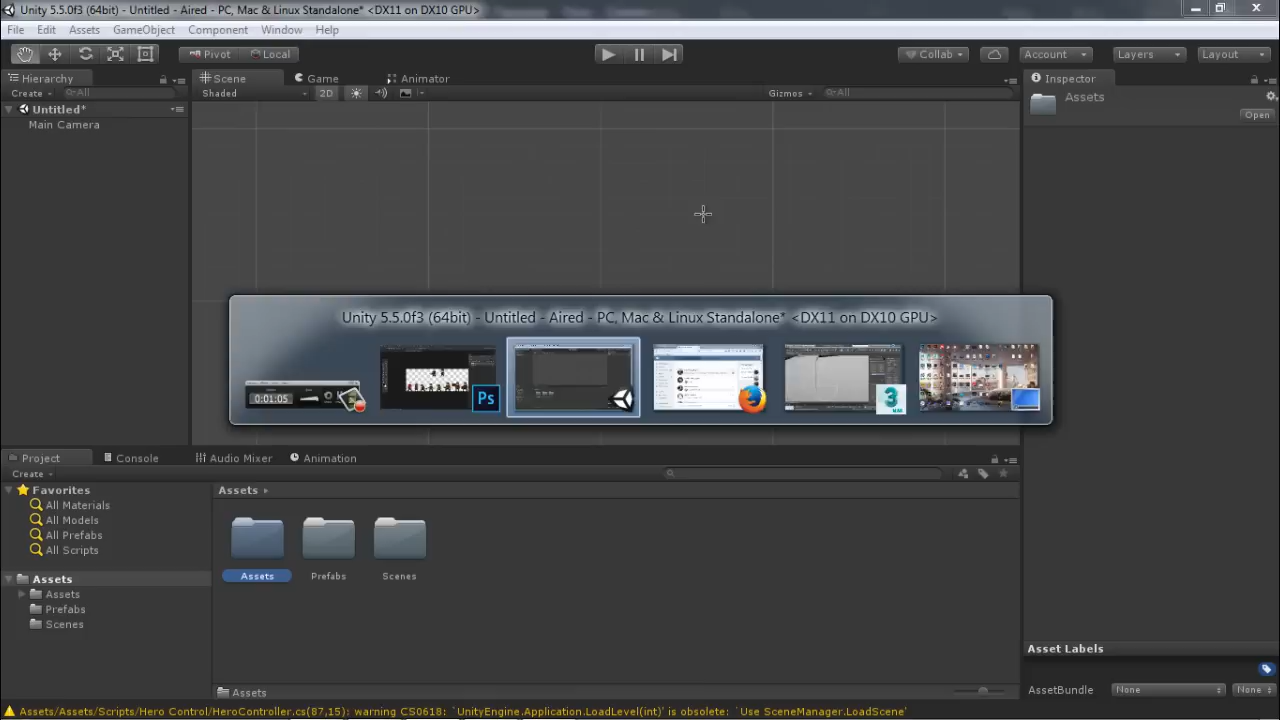 Unity 5.5.0f3 (64bit) - Untitled - Aired - PC, Mac & Linux Standalone* <DX11 on DX10 GPU>
File Edit Assets GameObject Component Window Help
Pivot Local Collab Account Layers Layout
Hierarchy Scene Game Animator Inspector
Create All Shaded 2D Gizmos All Assets
Open
Untitled*
Main Camera
Unity 5.5.0f3 (64bit) - Untitled - Aired - PC, Mac & Linux Standalone* <DX11 on DX10 GPU>
0:01:05 Ps 3
Project Console Audio Mixer Animation
Create
Favorites Assets
All Materials
All Models
All Prefabs
All Scripts
Assets Assets Prefabs Scenes
Assets
Prefabs
Scenes
Asset Labels
Assets AssetBundle None None
Assets/Assets/Scripts/Hero Control/HeroController.cs(87,15): warning CS0618: `UnityEngine.Application.LoadLevel(int)' is obsolete: `Use SceneManager.LoadScene'